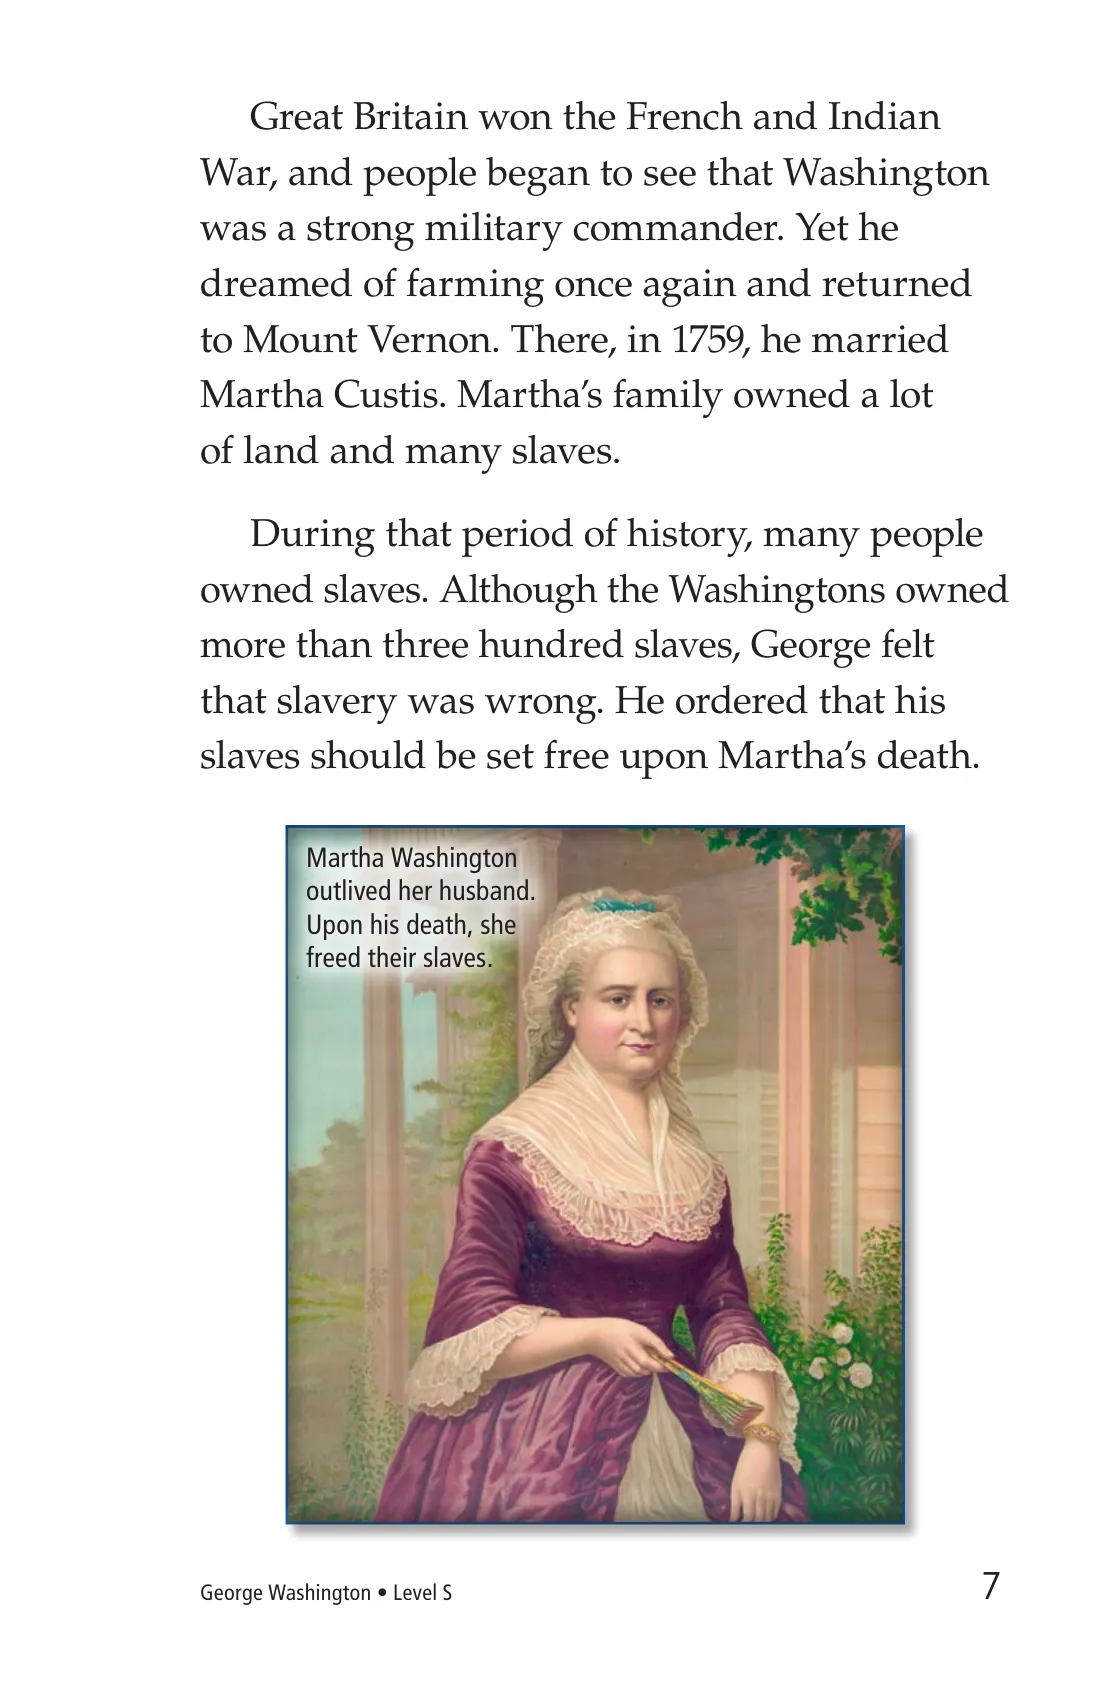 Great Britain won the French and Indian
War, and people began to see that Washington
was a strong military commander. Yet he
dreamed of farming once again and returned
to Mount Vernon. There, in 1759, he married
Martha Custis. Martha’s family owned a lot
of land and many slaves.
During that period of history, many people
owned slaves. Although the Washingtons owned
more than three hundred slaves, George felt
that slavery was wrong. He ordered that his
slaves should be set free upon Martha’s death.
Martha Washington
outlived her husband.
Upon his death, she
freed their slaves.
George Washington • Level S
7